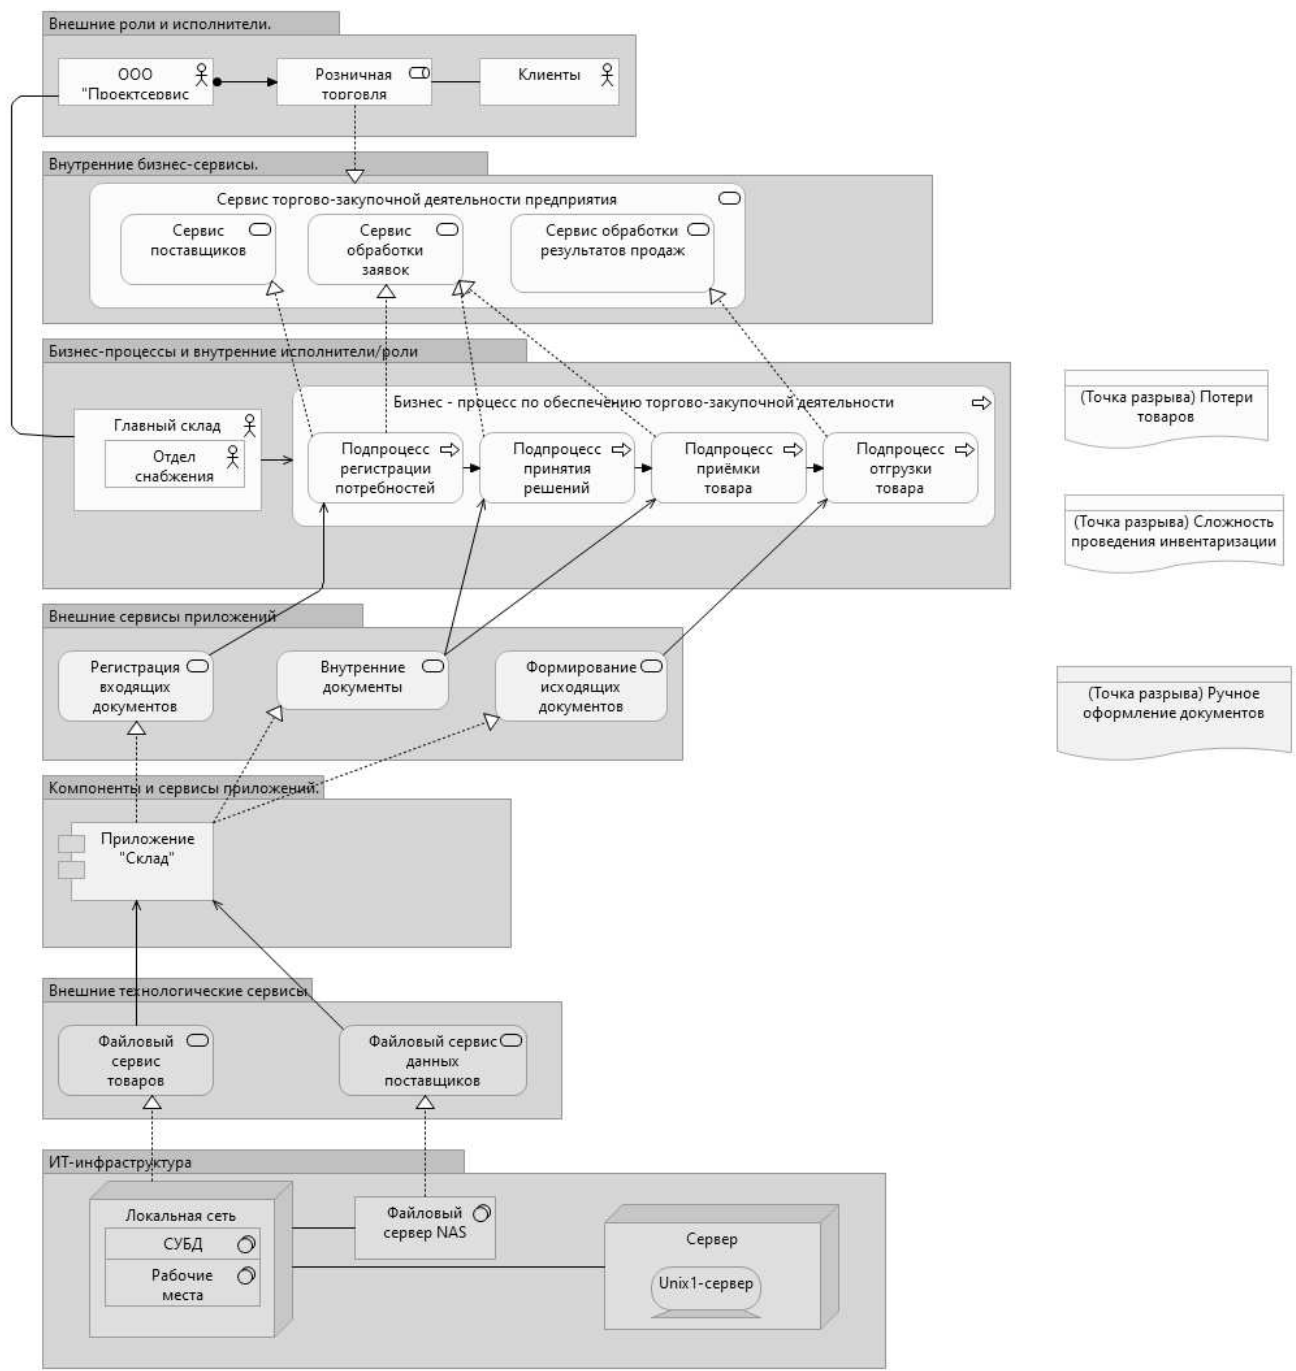 Внешние роли и исполнители.
ООО
"Проектсервис
Розничная
торговля
Клиенты
Внутренние бизнес-сервисы.
Сервис торгово-закупочной деятельности предприятия
Сервис
поставщиков
Сервис
обработки
заявок
Сервис обработки
результатов продаж
Бизнес-процессы и внутренние исполнители/роли
Главный склад
Отдел
снабжения
Бизнес - процесс по обеспечению торгово-закупочной деятельности
Подпроцесс
регистрации
потребностей
Подпроцесс
принятия
решений
Подпроцесс
приёмки
товара
Подпроцесс
отгрузки
товара
(Точка разрыва) Потери
товаров
(Точка разрыва) Сложность
проведения инвентаризации
(Точка разрыва) Ручное
оформление документов
Внешние сервисы приложений
Регистрация
входящих
документов
Внутренние
документы
Формирование
исходящих
документов
Компоненты и сервисы приложений.
Приложение
"Склад"
Внешние технологические сервисы
Файловый
сервис
товаров
Файловый сервис
данных
поставщиков
ИТ-инфраструктура
Локальная сеть
СУБД
Рабочие
места
Файловый
сервер NAS
Сервер
Unix1-сервер